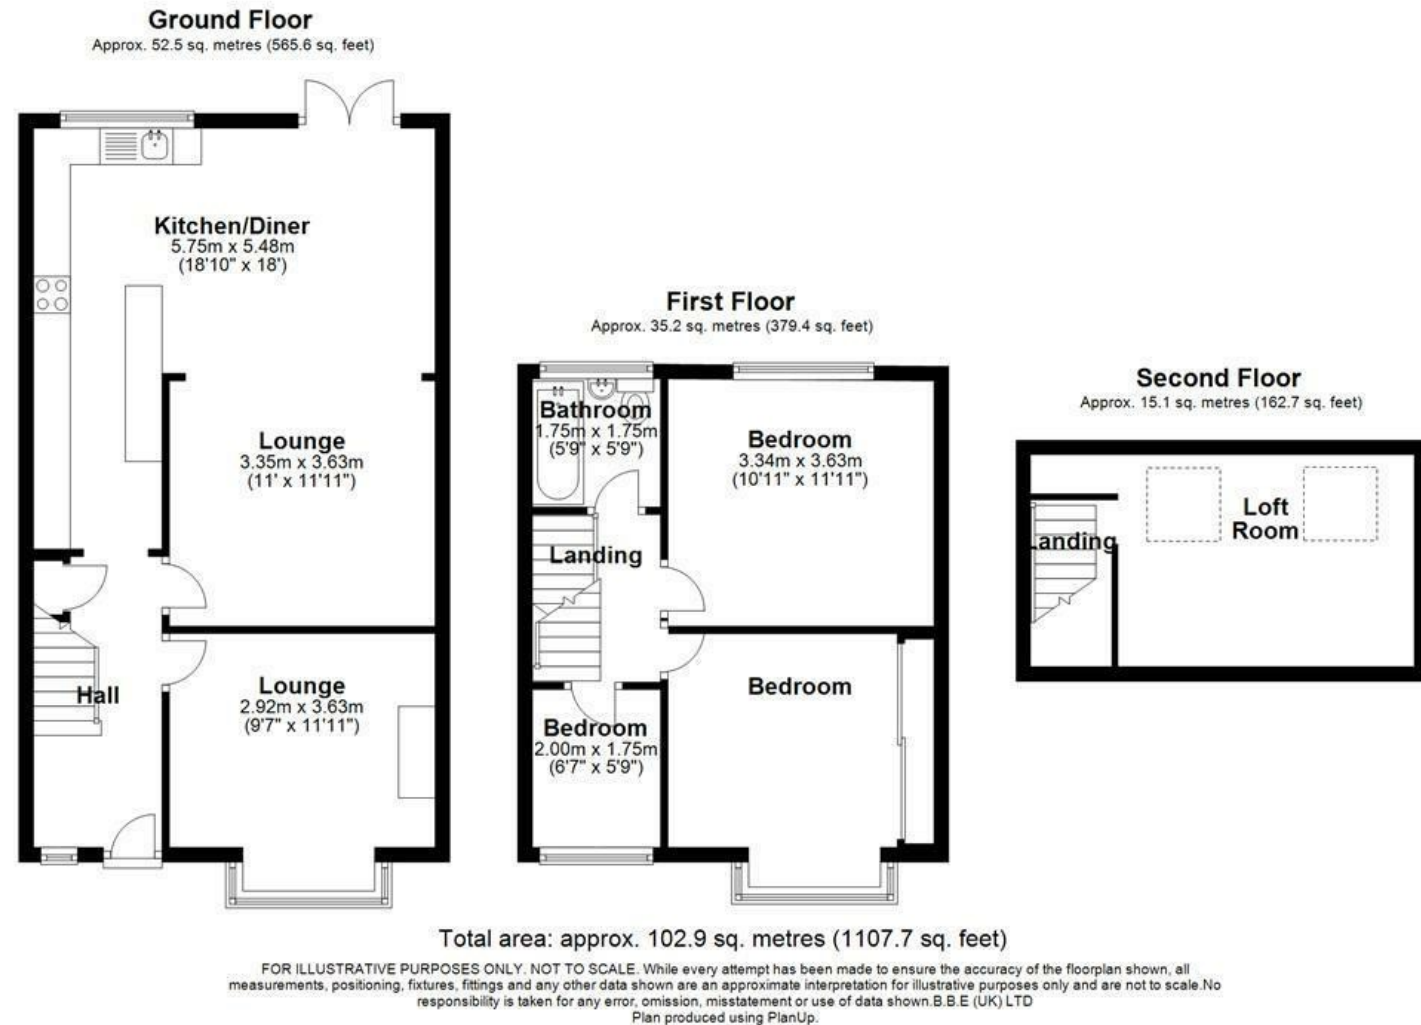 Ground Floor
Approx. 52.5 sq. metres (565.6 sq. feet)
Kitchen/Diner
5.75m x 5.48m
(18'10" x 18')
Lounge
3.35m x 3.63m
(11' x 11'11")
Lounge
2.92m x 3.63m
(9'7" x 11'11")
Hall
First Floor
Approx. 35.2 sq. metres (379.4 sq. feet)
Bathroom
1.75m x 1.75m
(5'9" x 5'9")
Bedroom
3.34m x 3.63m
(10'11" x 11'11")
Landing
Bedroom
Bedroom
2.00m x 1.75m
(6'7" x 5'9")
Second Floor
Approx. 15.1 sq. metres (162.7 sq. feet)
Loft
Room
Landing
Total area: approx. 102.9 sq. metres (1107.7 sq. feet)
FOR ILLUSTRATIVE PURPOSES ONLY. NOT TO SCALE. While every attempt has been made to ensure the accuracy of the floorplan shown, all
measurements, positioning, fixtures, fittings and any other data shown are an approximate interpretation for illustrative purposes only and are not to scale.No
responsibility is taken for any error, omission, misstatement or use of data shown.B.B.E (UK) LTD
Plan produced using PlanUp.